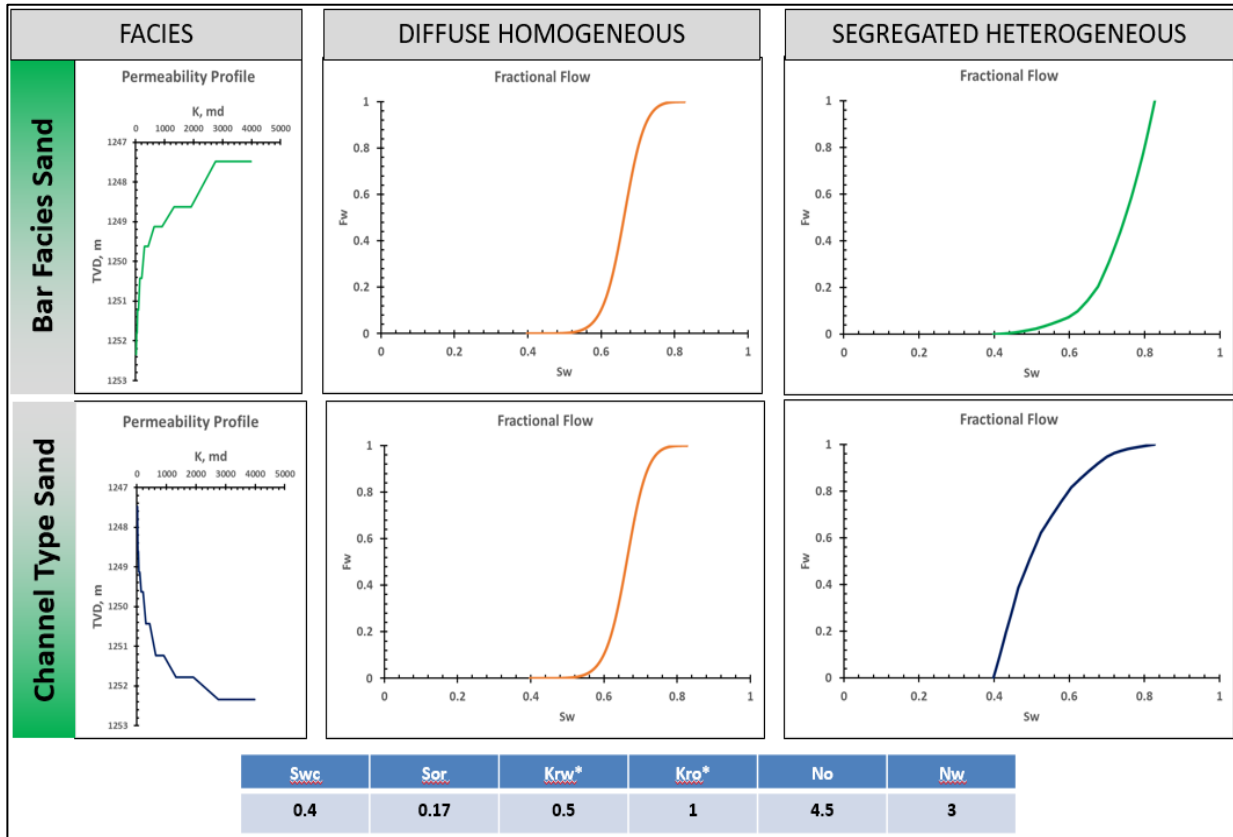 FACIES
DIFFUSE HOMOGENEOUS
SEGREGATED HETEROGENEOUS
Bar Facies Sand
Permeability Profile
K, md
0 1000 2000 3000 4000 5000
1247
1248
1249
1250
1251
1252
1253
TVD, m
Fractional Flow
1
0.8
0.6
0.4
0.2
0
Fw
0 0.2 0.4 0.6 0.8 1
Sw
Fractional Flow
1
0.8
0.6
0.4
0.2
0
Fw
0 0.2 0.4 0.6 0.8 1
Sw
Channel Type Sand
Permeability Profile
K, md
0 1000 2000 3000 4000 5000
1247
1248
1249
1250
1251
1252
1253
TVD, m
Fractional Flow
1
0.8
0.6
0.4
0.2
0
Fw
0 0.2 0.4 0.6 0.8 1
Sw
Fractional Flow
1
0.8
0.6
0.4
0.2
0
Fw
0 0.2 0.4 0.6 0.8 1
Sw
Swc Sor Krw* Kro* No Nw
0.4 0.17 0.5 1 4.5 3